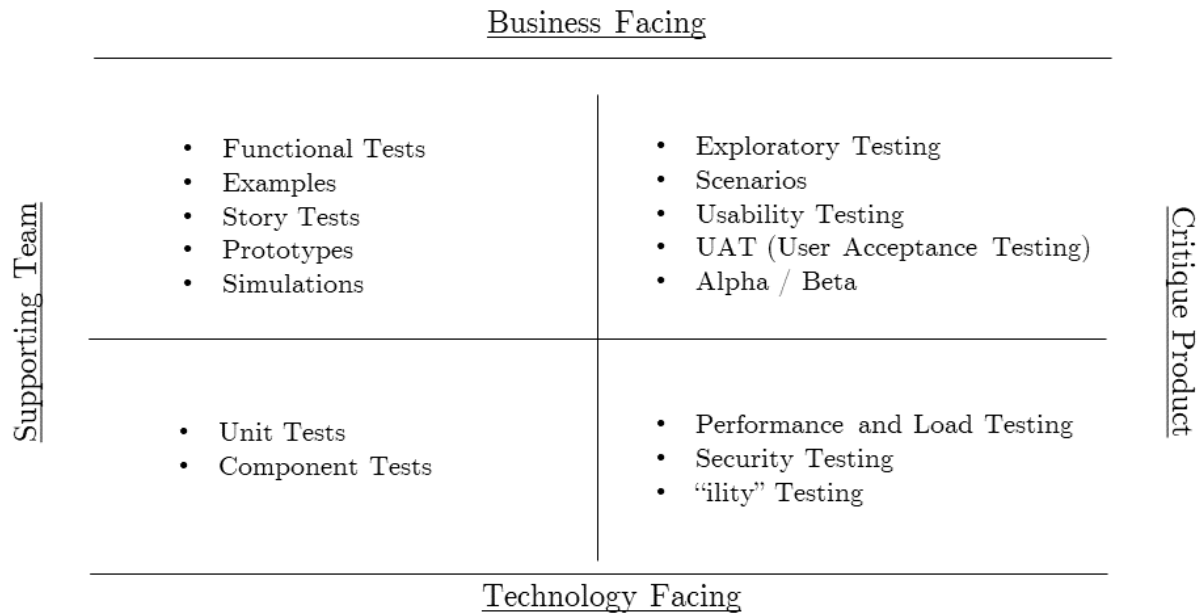 Business Facing
• Functional Tests
• Examples
• Story Tests
• Prototypes
• Simulations
• Exploratory Testing
• Scenarios
• Usability Testing
• UAT (User Acceptance Testing)
• Alpha / Beta
Supporting Team
Critique Product
• Unit Tests
• Component Tests
• Performance and Load Testing
• Security Testing
• “ility” Testing
Technology Facing